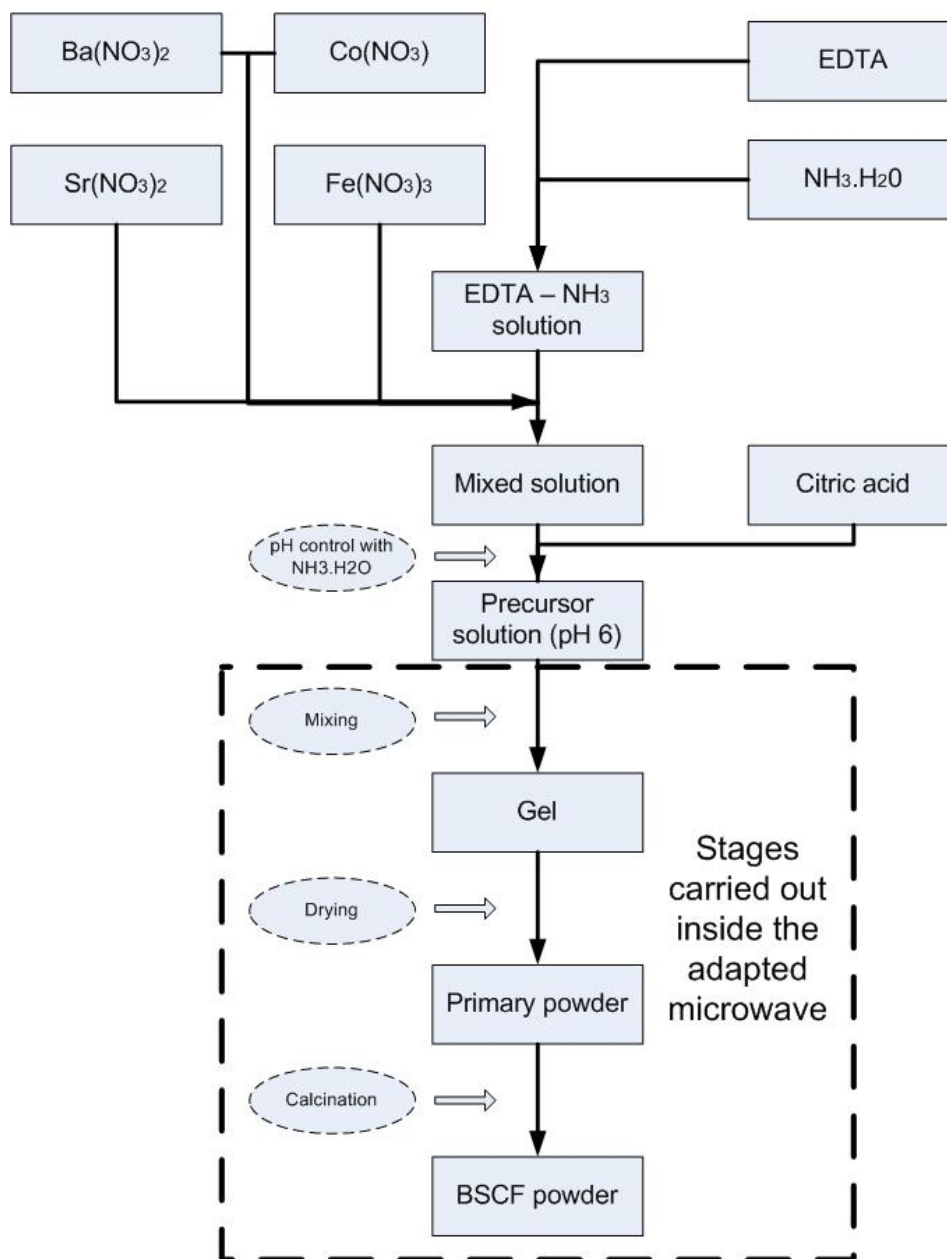 Ba(NO3)2
Co(NO3)
EDTA
Sr(NO3)2
Fe(NO3)3
NH3.H20
EDTA – NH3
solution
Mixed solution
Citric acid
pH control with
NH3.H2O
Precursor
solution (pH 6)
Mixing
Gel
Stages
carried out
inside the
adapted
microwave
Drying
Primary powder
Calcination
BSCF powder